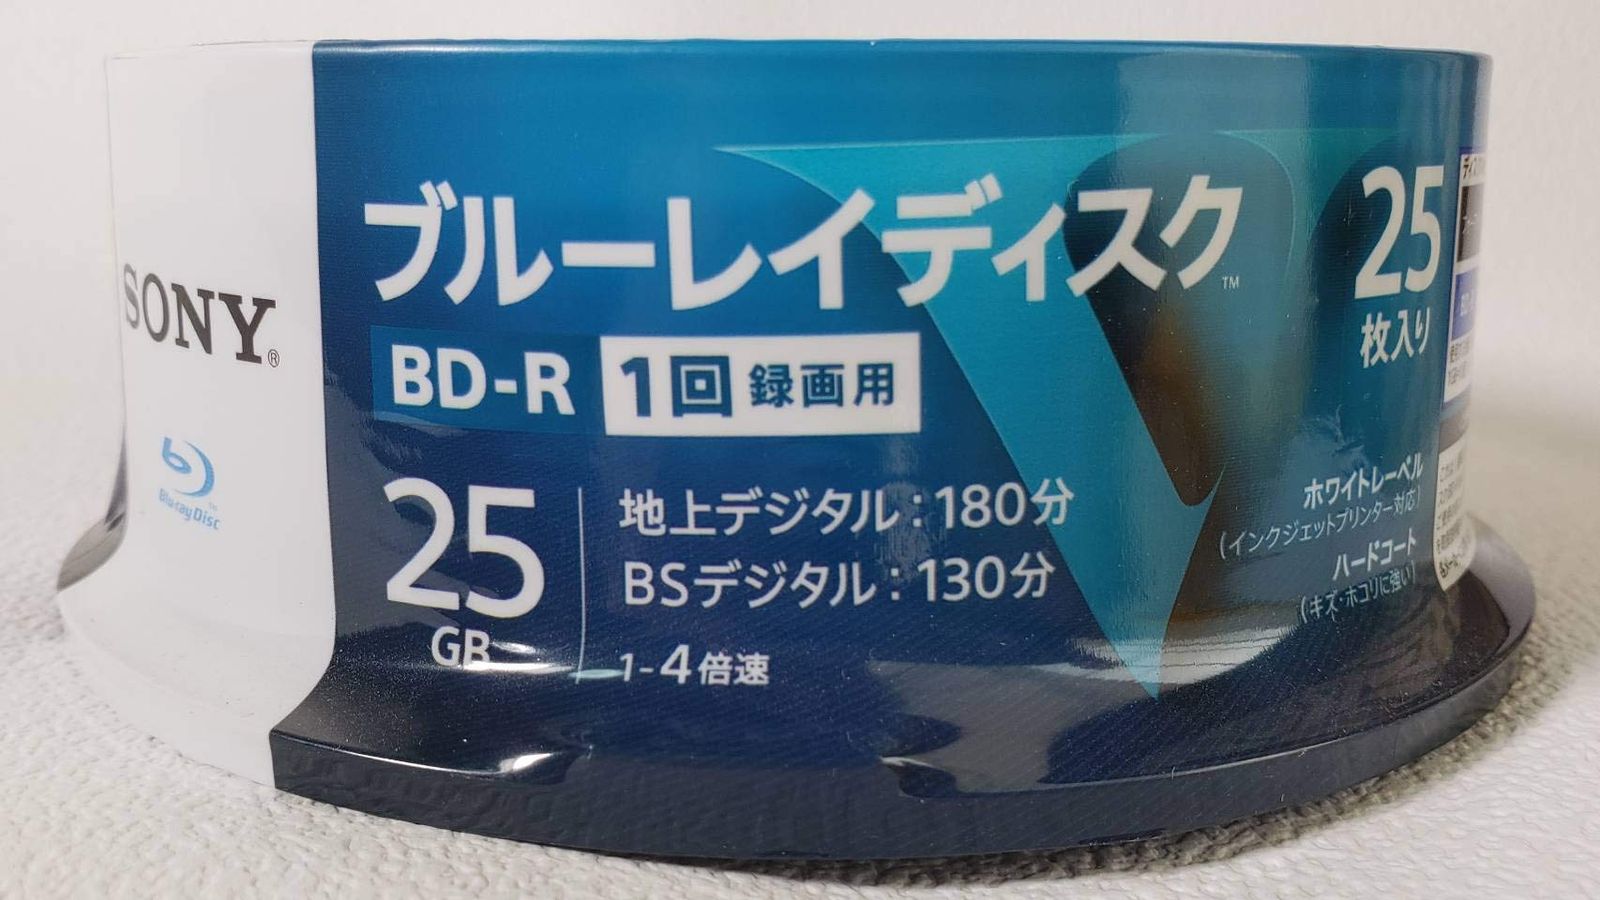 SONY®
Blu-ray Disc™
ブルーレイディスク™
BD-R 1回録画用
25GB
地上デジタル：180分
BSデジタル：130分
1-4倍速
25
枚入り
ホワイトレーベル
（インクジェットプリンター対応）
ハードコート
（キズ・ホコリに強い）